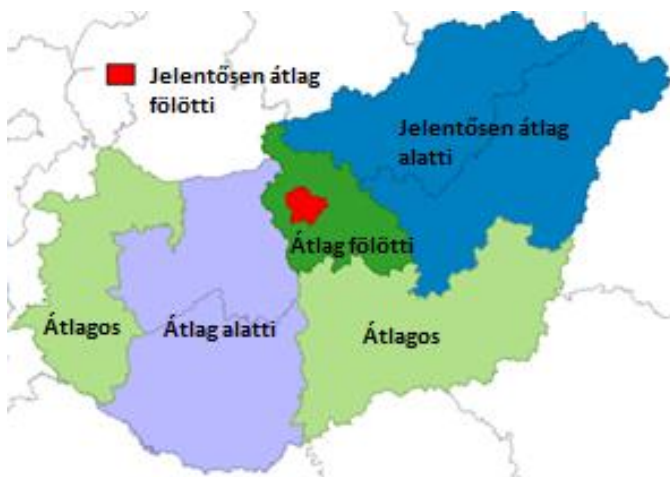 Jelentősen átlag
fölötti
Jelentősen átlag
alatti
Átlag fölötti
Átlagos
Átlag alatti
Átlagos